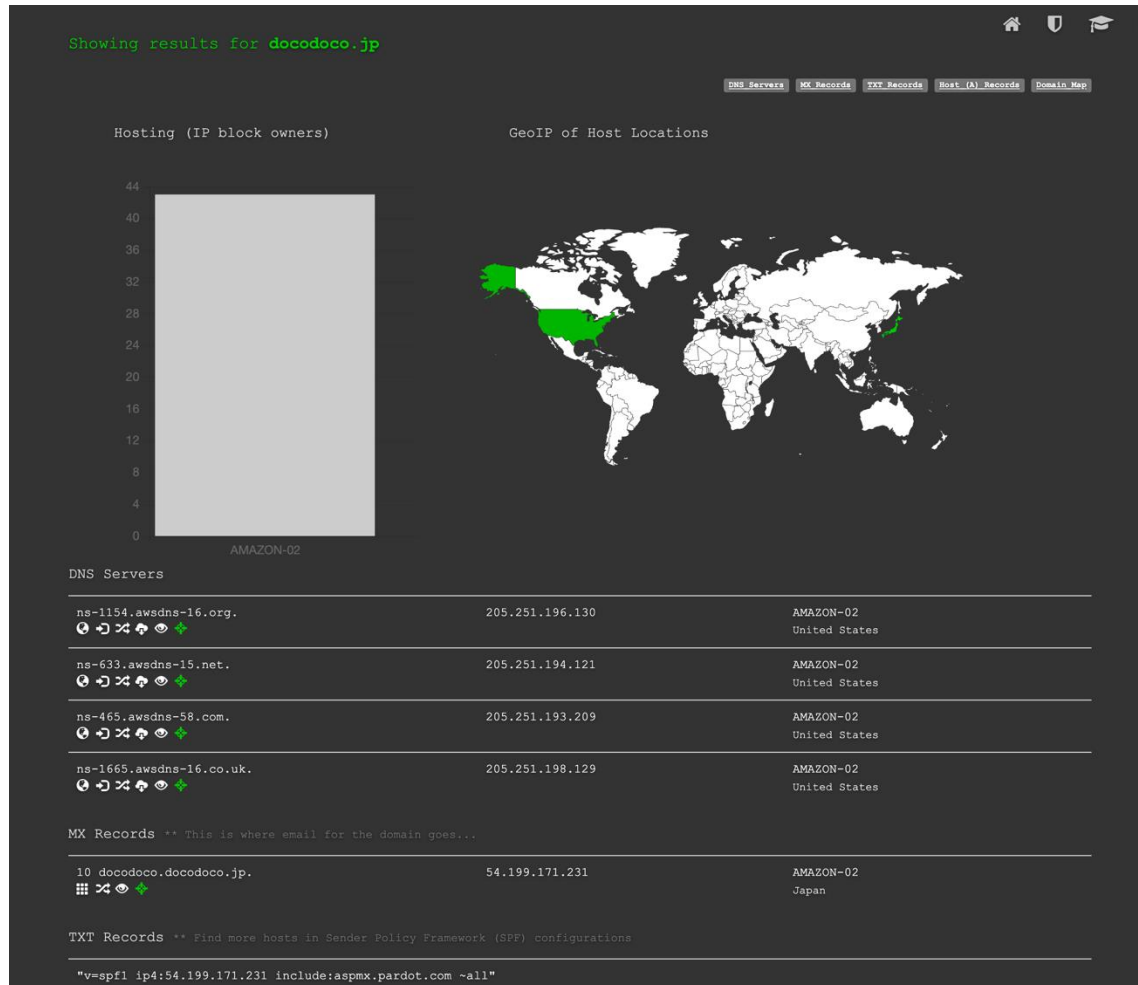 Showing results for docodoco.jp
DNS Servers MX Records TXT Records Host (A) Records Domain Map
Hosting (IP block owners)
GeoIP of Host Locations
44
40
36
32
28
24
20
16
12
8
4
0
AMAZON-02
DNS Servers
ns-1154.awsdns-16.org. 205.251.196.130 AMAZON-02
United States
ns-633.awsdns-15.net. 205.251.194.121 AMAZON-02
United States
ns-465.awsdns-58.com. 205.251.193.209 AMAZON-02
United States
ns-1665.awsdns-16.co.uk. 205.251.198.129 AMAZON-02
United States
MX Records ** This is where email for the domain goes...
10 docodoco.docodoco.jp. 54.199.171.231 AMAZON-02
Japan
TXT Records ** Find more hosts in Sender Policy Framework (SPF) configurations
"v=spf1 ip4:54.199.171.231 include:aspmx.pardot.com ~all"